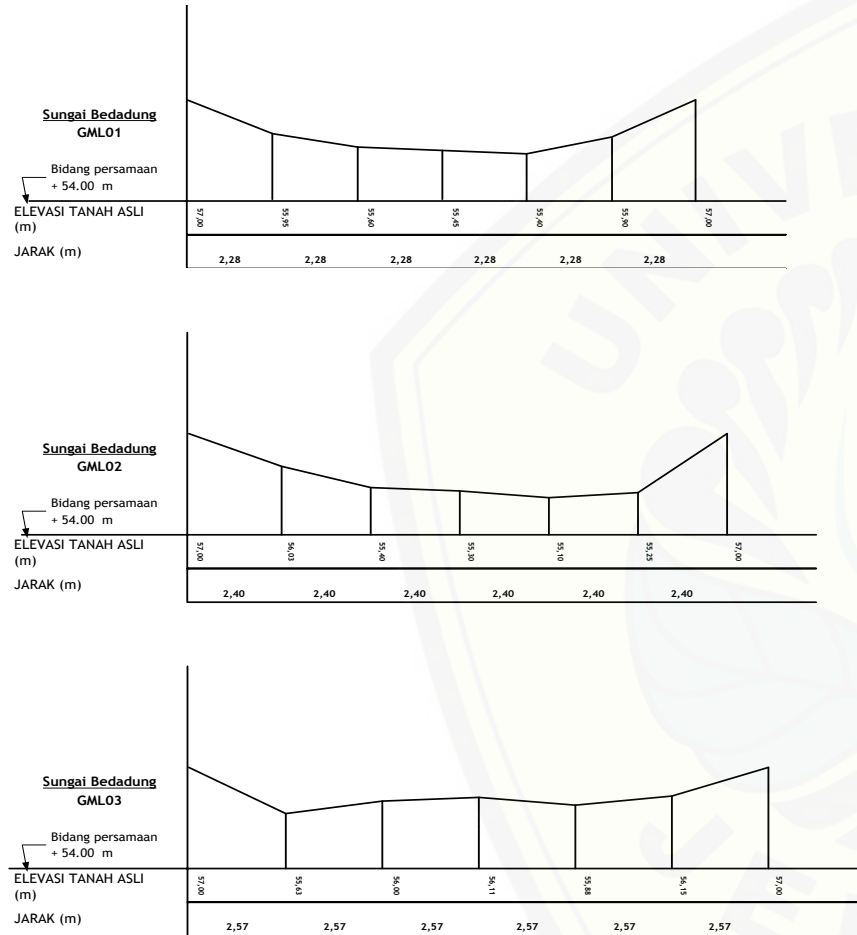 Sungai Bedadung
GML01
Bidang persamaan
+ 54.00 m
ELEVASI TANAH ASLI
(m)
57,00 55,95 55,60 55,45 55,40 55,90 57,00
JARAK (m)
2,28 2,28 2,28 2,28 2,28 2,28
Sungai Bedadung
GML02
Bidang persamaan
+ 54.00 m
ELEVASI TANAH ASLI
(m)
57,00 56,03 55,40 55,30 55,10 55,25 57,00
JARAK (m)
2,40 2,40 2,40 2,40 2,40 2,40
Sungai Bedadung
GML03
Bidang persamaan
+ 54.00 m
ELEVASI TANAH ASLI
(m)
57,00 55,63 56,00 56,11 55,88 56,15 57,00
JARAK (m)
2,57 2,57 2,57 2,57 2,57 2,57